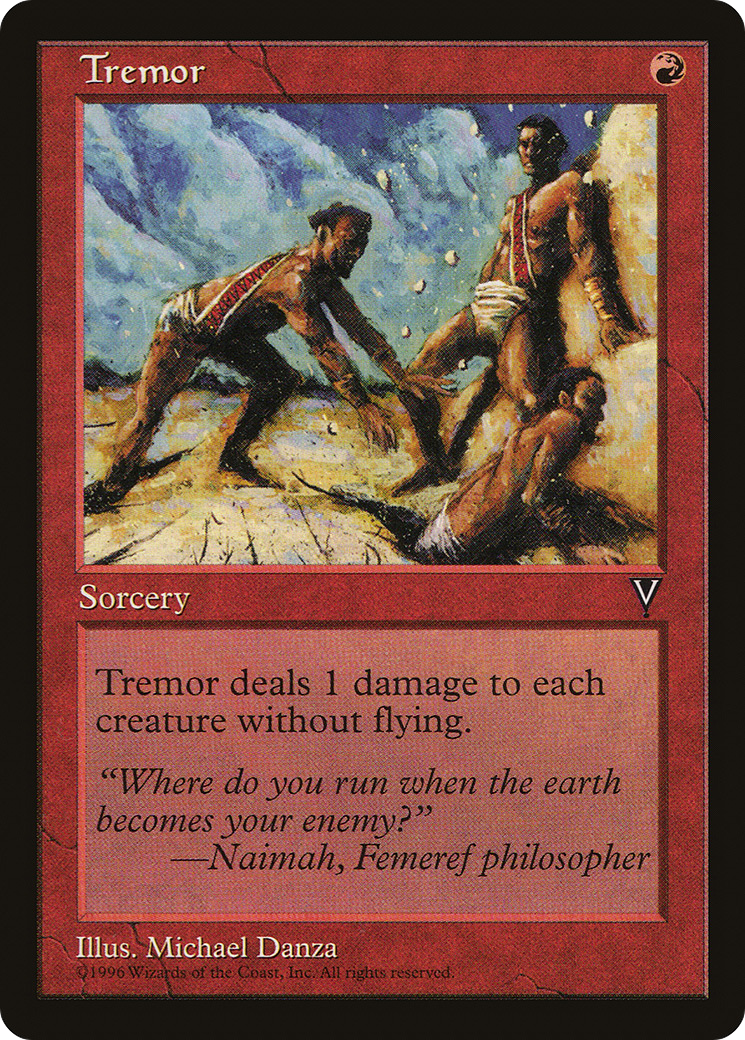 Tremor
Sorcery
V
Tremor deals 1 damage to each
creature without flying.
“Where do you run when the earth
becomes your enemy?”
—Naimah, Femeref philosopher
Illus. Michael Danza
©1996 Wizards of the Coast, Inc. All rights reserved.